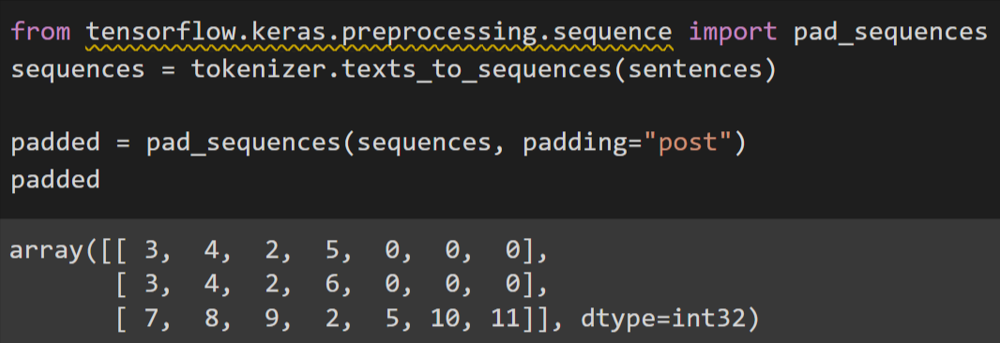 from tensorflow.keras.preprocessing.sequence import pad_sequences
sequences = tokenizer.texts_to_sequences(sentences)
padded = pad_sequences(sequences, padding="post")
padded
array([[ 3,  4,  2,  5,  0,  0,  0],
       [ 3,  4,  2,  6,  0,  0,  0],
       [ 7,  8,  9,  2,  5, 10, 11]], dtype=int32)